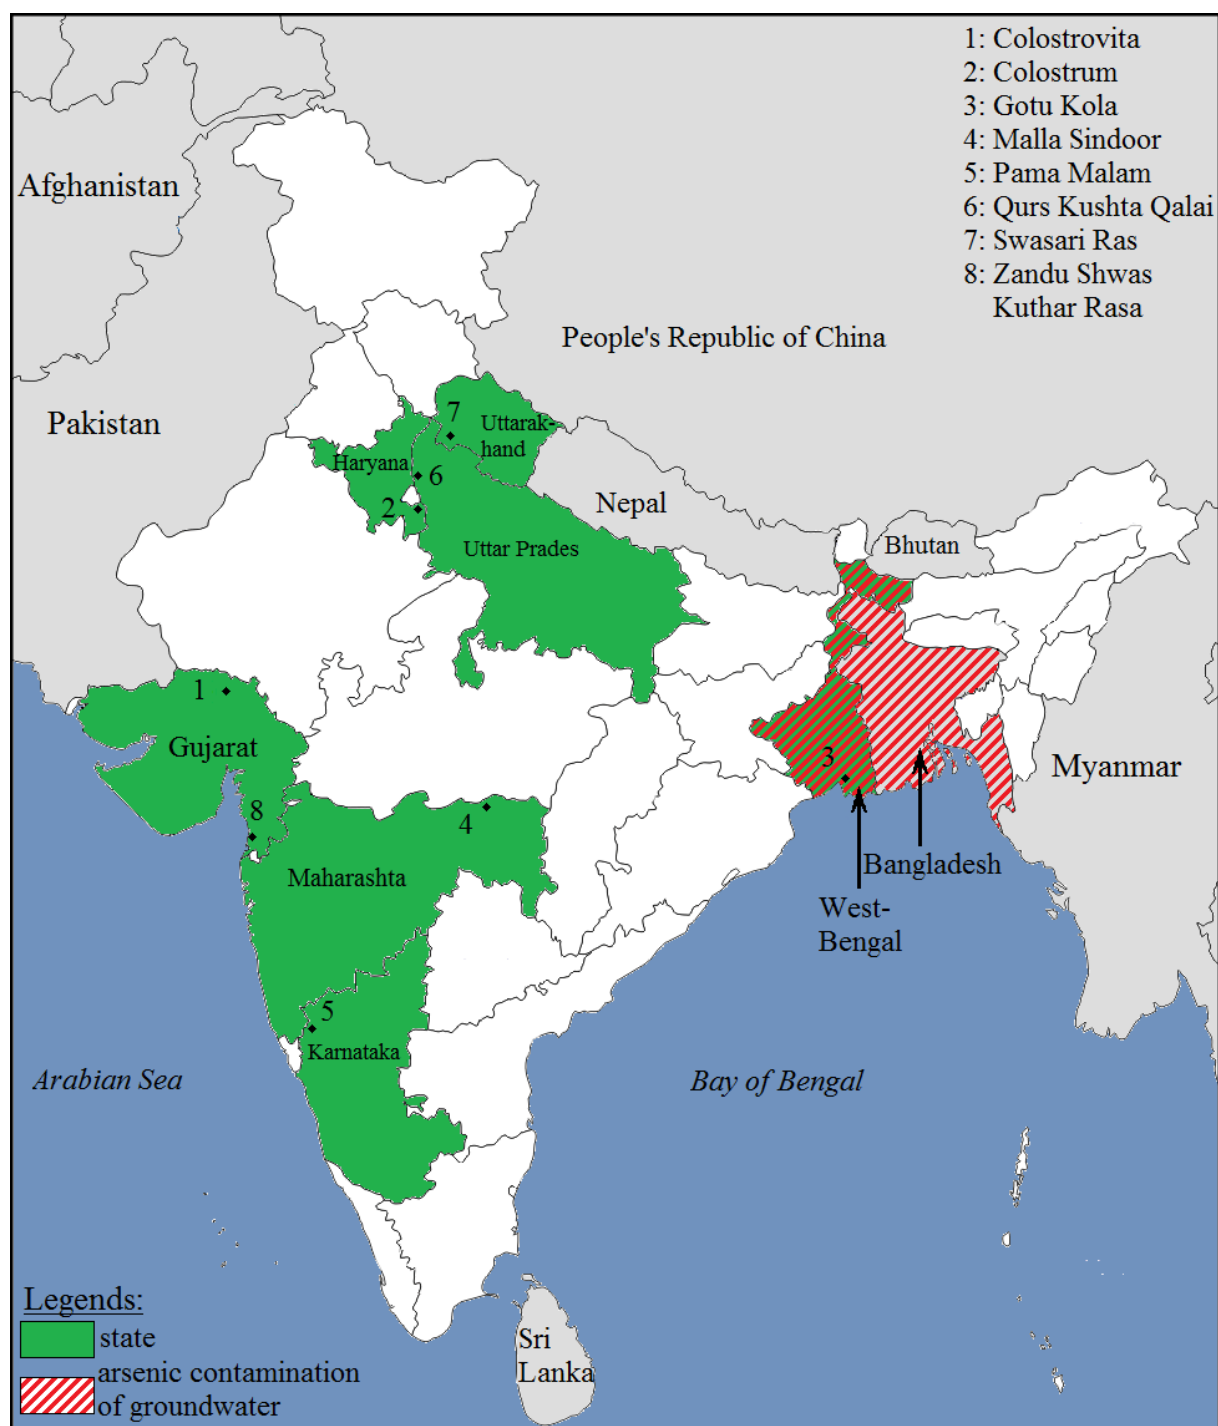 1: Colostrovita
2: Colostrum
3: Gotu Kola
4: Malla Sindoor
5: Pama Malam
6: Qurs Kushta Qalai
7: Swasari Ras
8: Zandu Shwas
Kuthar Rasa
Afghanistan
People's Republic of China
Pakistan
7
Uttarak-
hand
Haryana
6
2
Nepal
Uttar Prades
Bhutan
1
Gujarat
3
Myanmar
8
4
Bangladesh
Maharashta
West-
Bengal
5
Karnataka
Arabian Sea
Bay of Bengal
Legends:
state
arsenic contamination
of groundwater
Sri
Lanka